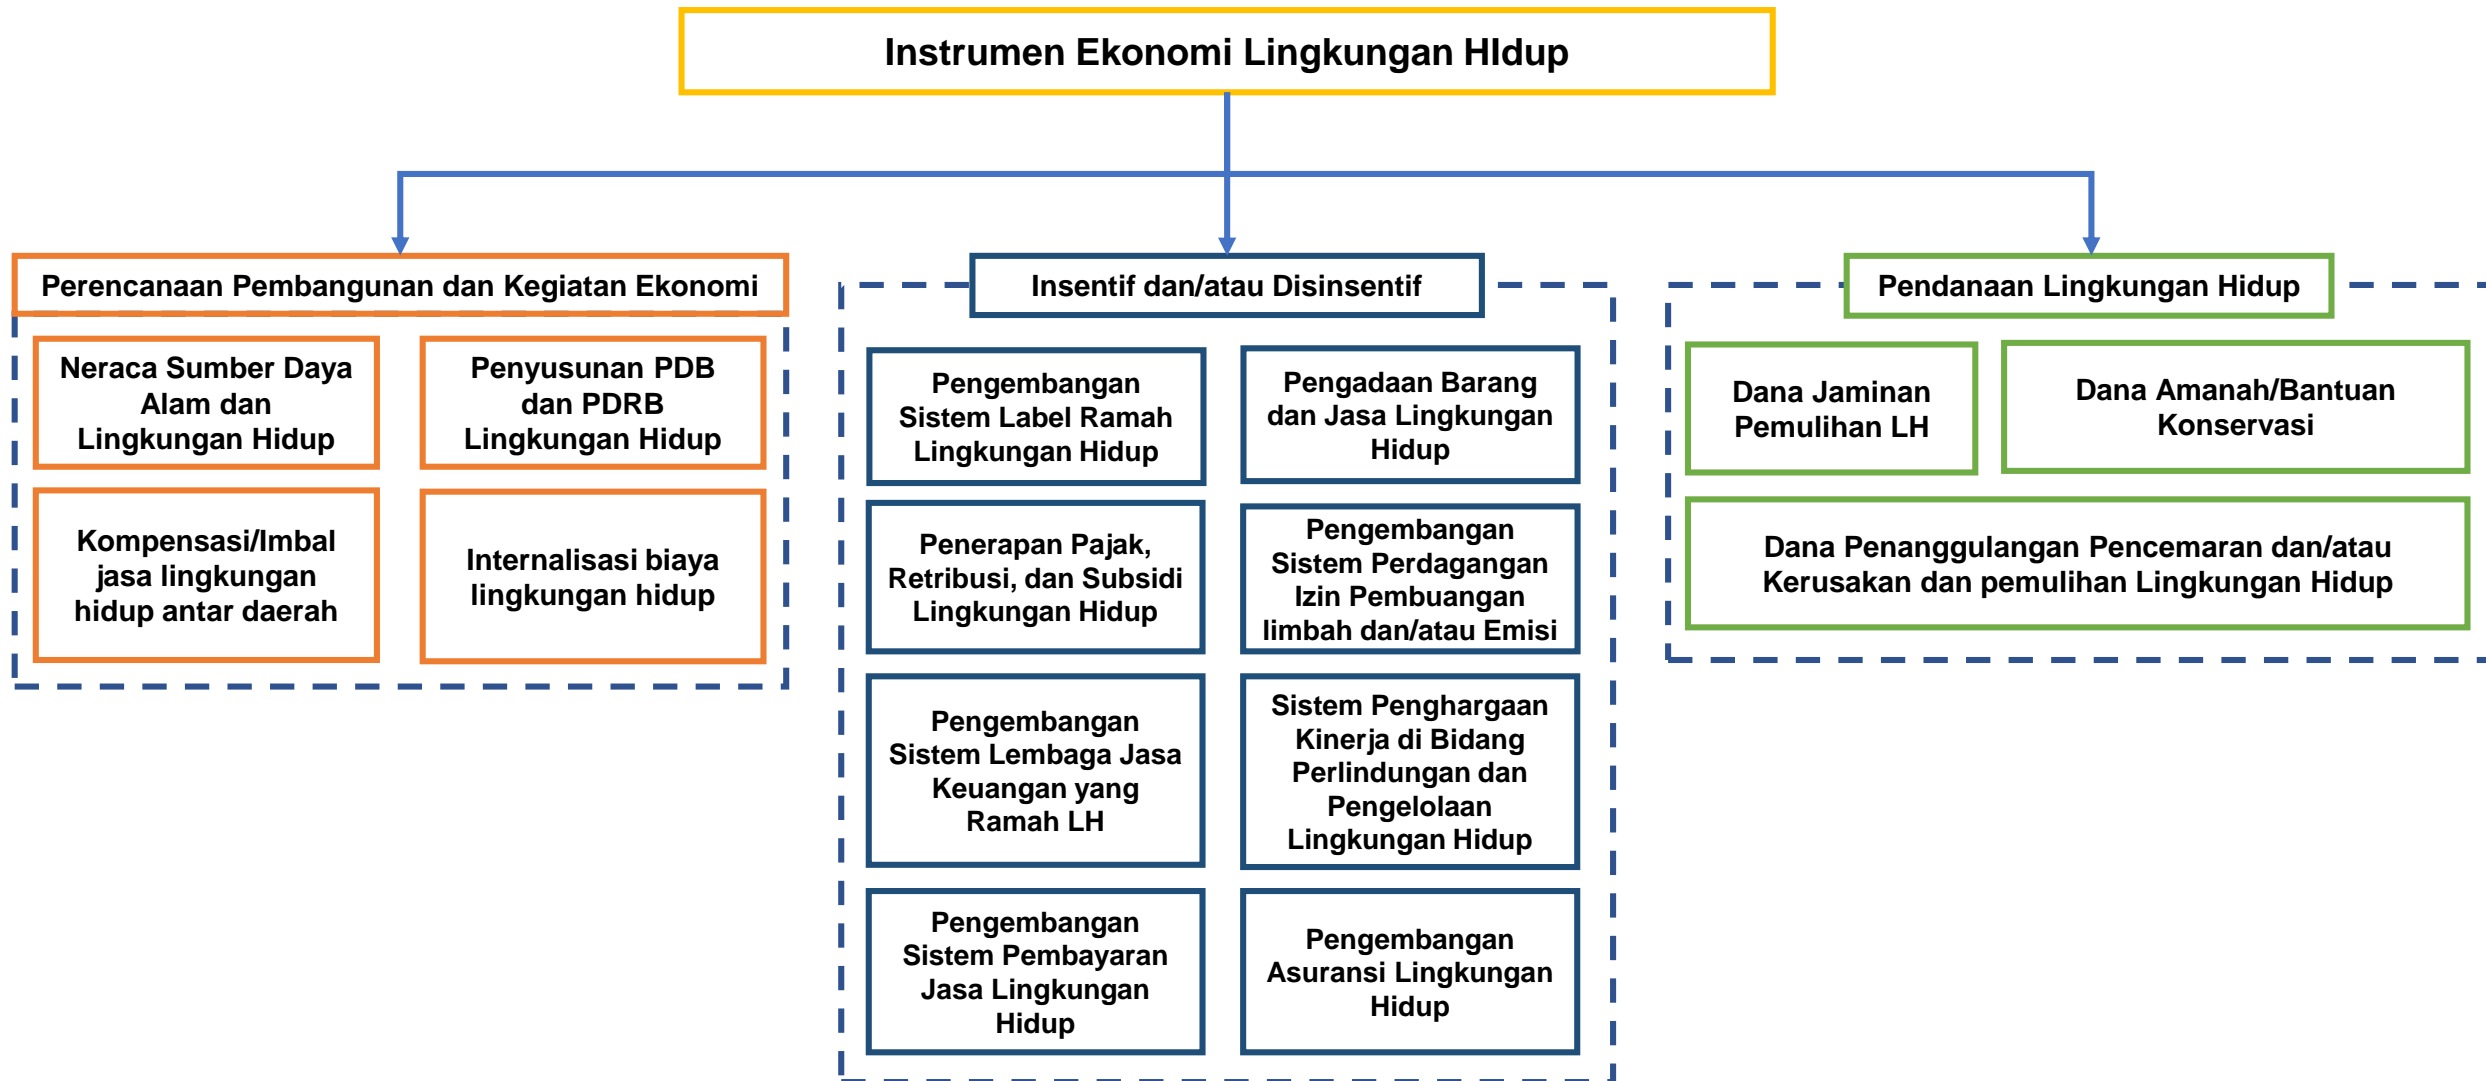 Instrumen Ekonomi Lingkungan HIdup
Perencanaan Pembangunan dan Kegiatan Ekonomi
Neraca Sumber Daya
Alam dan
Lingkungan Hidup
Penyusunan PDB
dan PDRB
Lingkungan Hidup
Kompensasi/Imbal
jasa lingkungan
hidup antar daerah
Internalisasi biaya
lingkungan hidup
Insentif dan/atau Disinsentif
Pengembangan
Sistem Label Ramah
Lingkungan Hidup
Pengadaan Barang
dan Jasa Lingkungan
Hidup
Penerapan Pajak,
Retribusi, dan Subsidi
Lingkungan Hidup
Pengembangan
Sistem Perdagangan
Izin Pembuangan
limbah dan/atau Emisi
Pengembangan
Sistem Lembaga Jasa
Keuangan yang
Ramah LH
Sistem Penghargaan
Kinerja di Bidang
Perlindungan dan
Pengelolaan
Lingkungan Hidup
Pengembangan
Sistem Pembayaran
Jasa Lingkungan
Hidup
Pengembangan
Asuransi Lingkungan
Hidup
Pendanaan Lingkungan Hidup
Dana Jaminan
Pemulihan LH
Dana Amanah/Bantuan
Konservasi
Dana Penanggulangan Pencemaran dan/atau
Kerusakan dan pemulihan Lingkungan Hidup